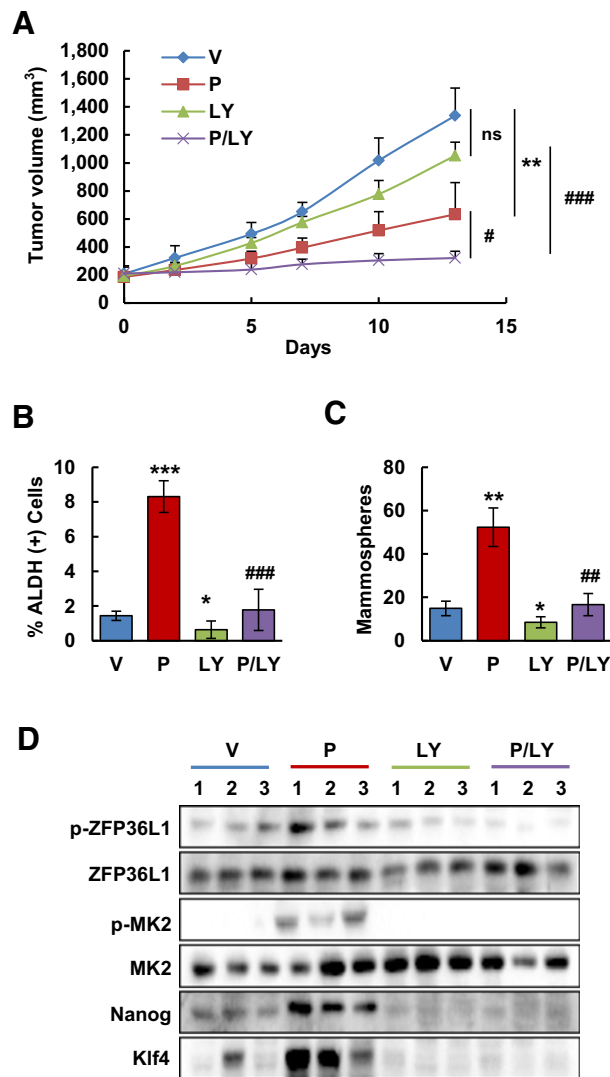 A
Tumor volume (mm3)
1,800
1,600
1,400
1,200
1,000
800
600
400
200
0
V
P
LY
P/LY
ns
**
###
#
0 5 10 15
Days
B
% ALDH (+) Cells
10
8
6
4
2
0
***
*
###
V P LY P/LY
C
Mammospheres
80
60
40
20
0
**
*
##
V P LY P/LY
D
V P LY P/LY
1 2 3 1 2 3 1 2 3 1 2 3
p-ZFP36L1
ZFP36L1
p-MK2
MK2
Nanog
Klf4